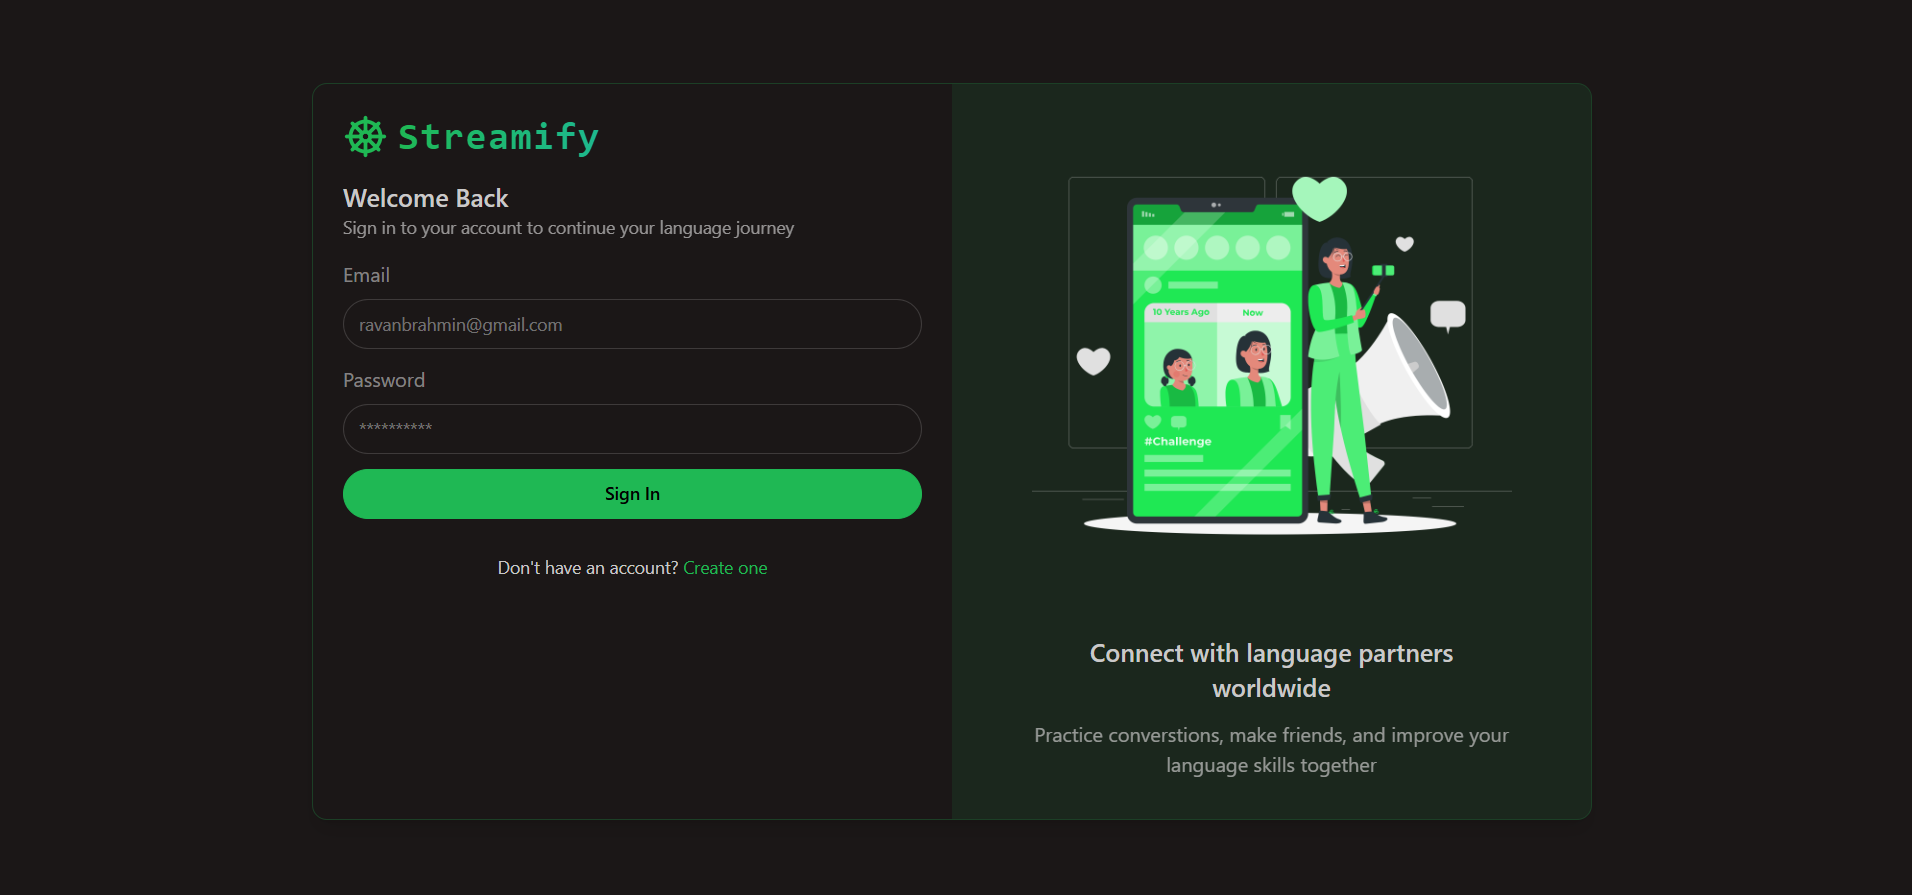 Streamify
Welcome Back
Sign in to your account to continue your language journey
Email
ravanbrahmin@gmail.com
Password
**********
Sign In
Don't have an account? Create one
10 Years Ago
Now
#Challenge
Connect with language partners
worldwide
Practice converstions, make friends, and improve your
language skills together